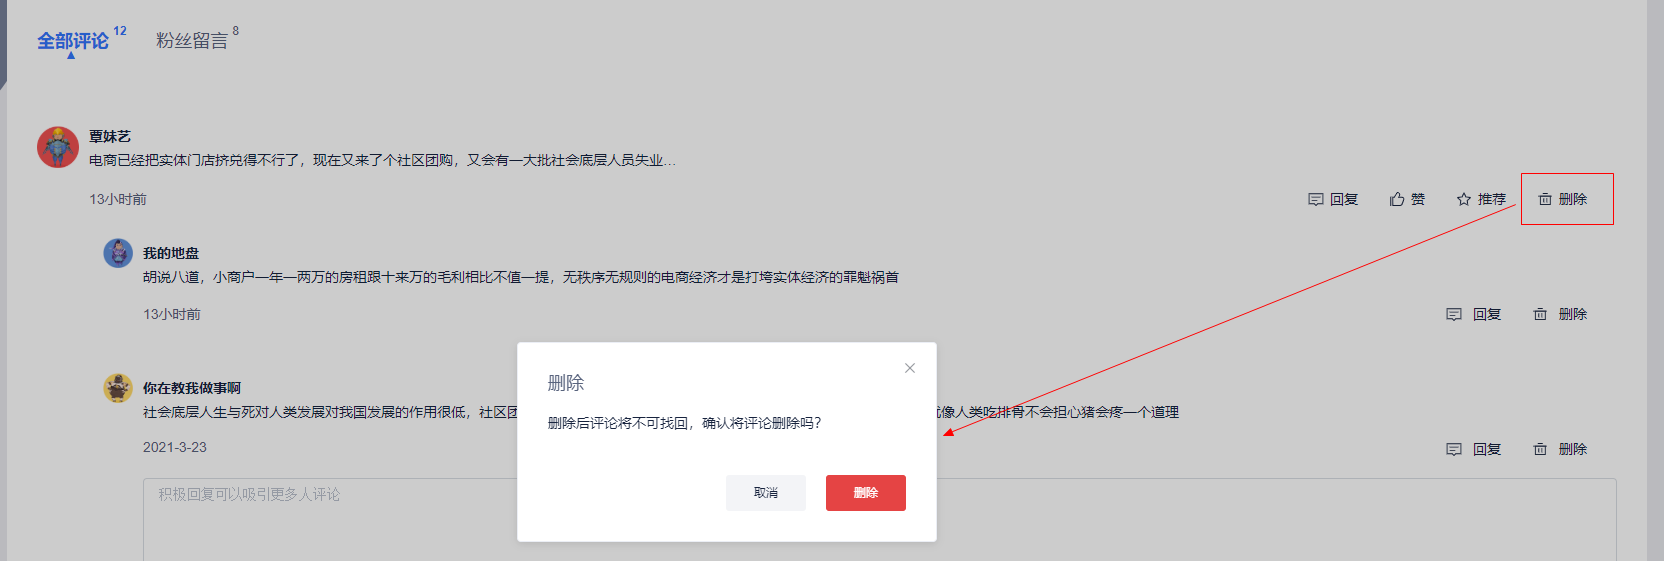 全部评论 12 粉丝留言 8
覃妹艺
电商已经把实体门店挤兑得不行了，现在又来了个社区团购，又会有一大批社会底层人员失业...
13小时前 回复 赞 推荐 删除
我的地盘
胡说八道，小商户一年一两万的房租跟十来万的毛利相比不值一提，无秩序无规则的电商经济才是打垮实体经济的罪魁祸首
13小时前 回复 删除
你在教我做事啊
社会底层人生与死对人类发展对我国发展的作用很低，社区团 像人类吃排骨不会担心猪会疼一个道理
2021-3-23 回复 删除
积极回复可以吸引更多人评论
删除
删除后评论将不可找回，确认将评论删除吗？
取消 删除